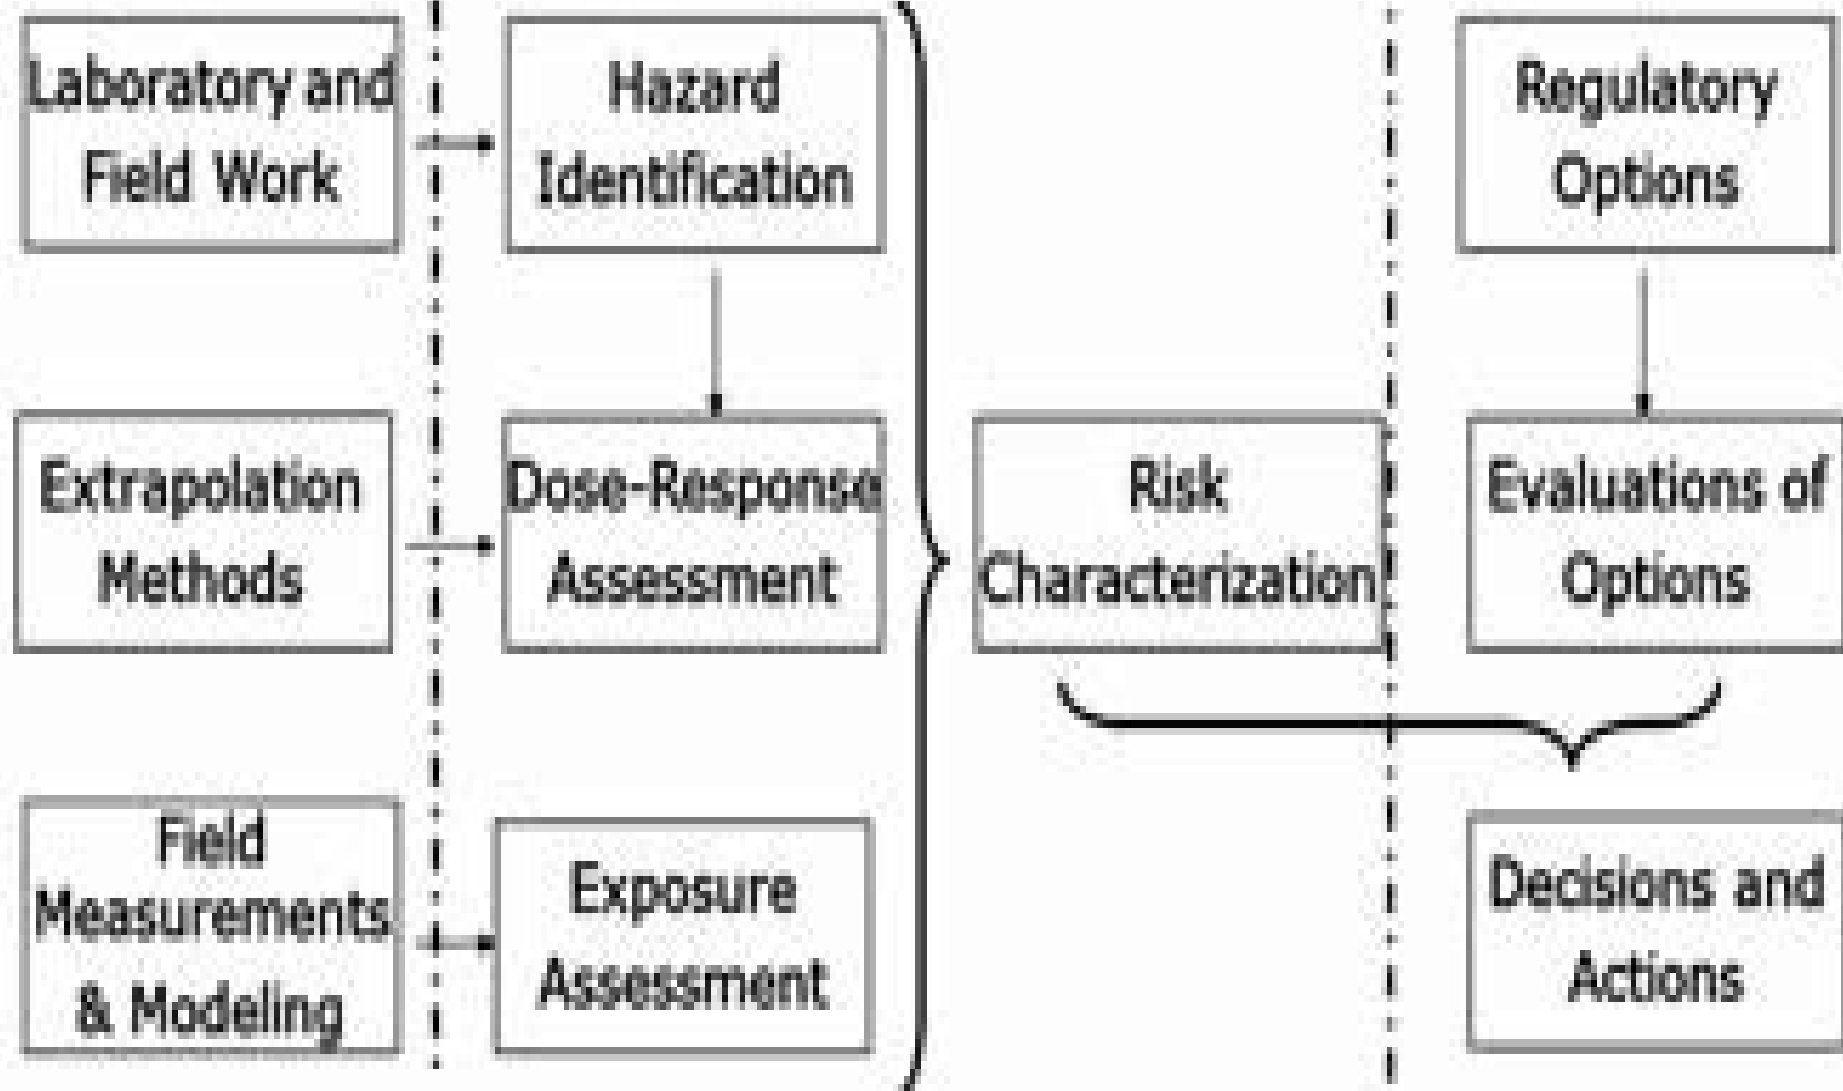 Laboratory and
Field Work
Hazard
Identification
Regulatory
Options
Extrapolation
Methods
Dose-Response
Assessment
Risk
Characterization
Evaluations of
Options
Field
Measurements
& Modeling
Exposure
Assessment
Decisions and
Actions